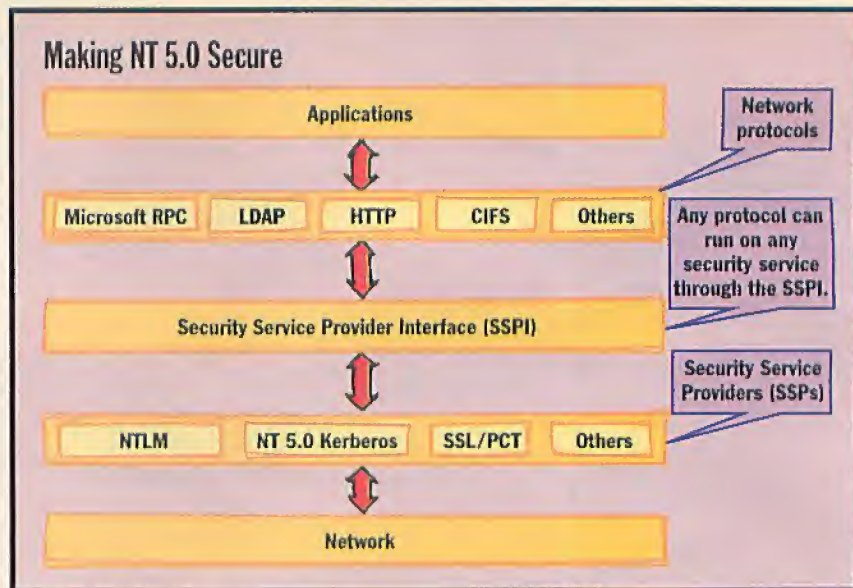 Making NT 5.0 Secure
Applications
Network
protocols
Microsoft RPC LDAP HTTP CIFS Others
Any protocol can
run on any
security service
through the SSPI.
Security Service Provider Interface (SSPI)
Security Service
Providers (SSPs)
NTLM NT 5.0 Kerberos SSL/PCT Others
Network